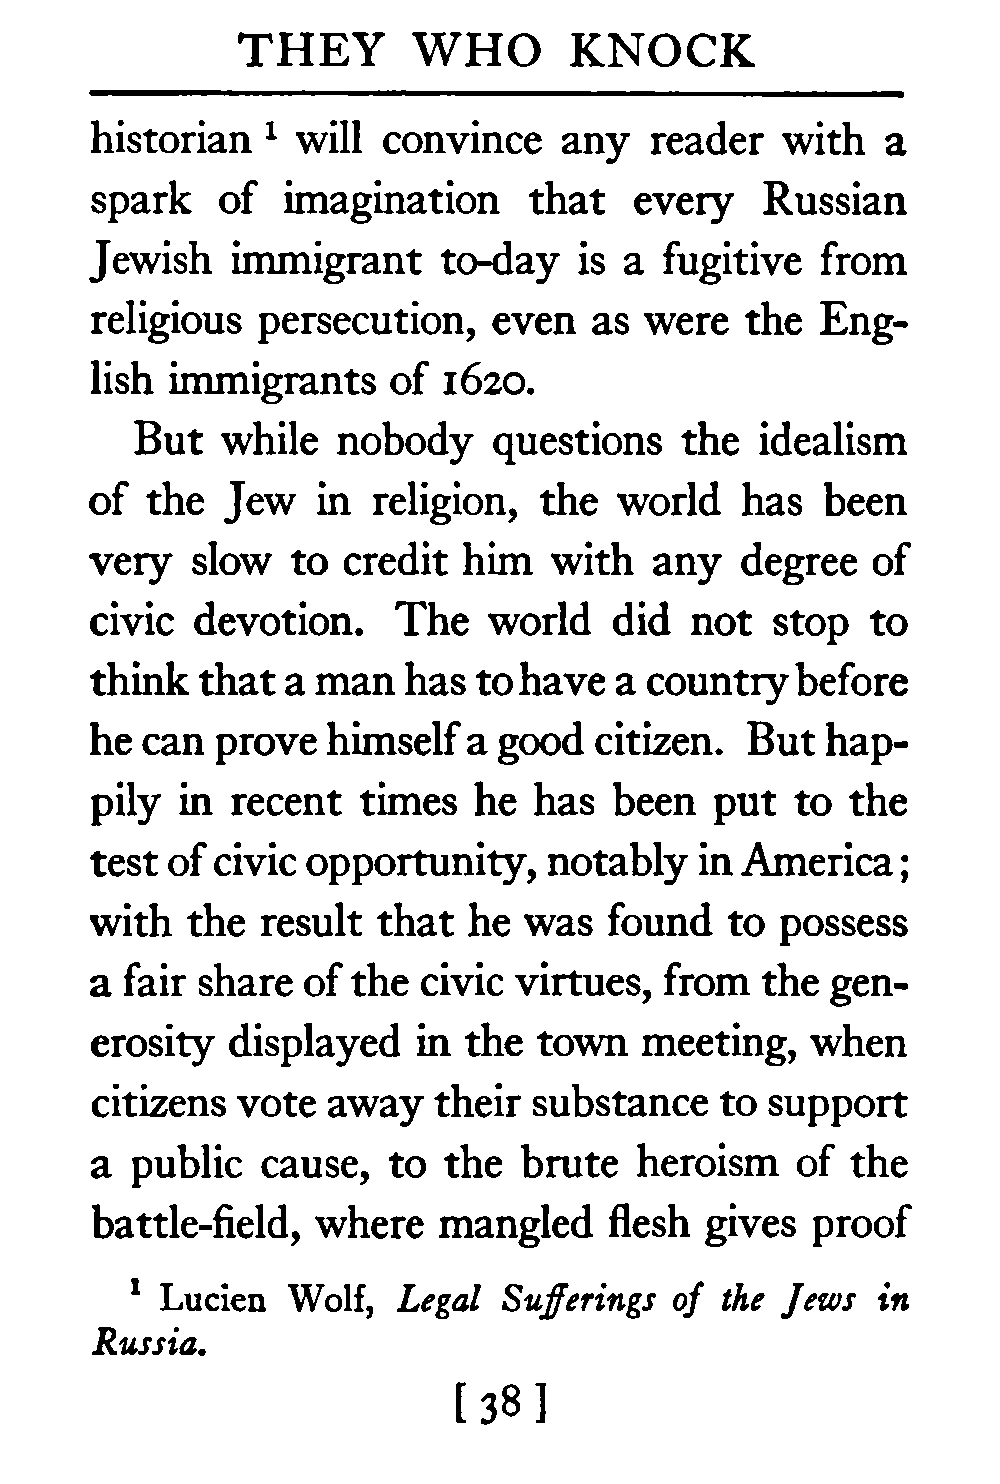 THEY WHO KNOCK
historian ¹ will convince any reader with a
spark of imagination that every Russian
Jewish immigrant to-day is a fugitive from
religious persecution, even as were the Eng-
lish immigrants of 1620.
But while nobody questions the idealism
of the Jew in religion, the world has been
very slow to credit him with any degree of
civic devotion. The world did not stop to
think that a man has to have a country before
he can prove himself a good citizen. But hap-
pily in recent times he has been put to the
test of civic opportunity, notably in America;
with the result that he was found to possess
a fair share of the civic virtues, from the gen-
erosity displayed in the town meeting, when
citizens vote away their substance to support
a public cause, to the brute heroism of the
battle-field, where mangled flesh gives proof
¹ Lucien Wolf, Legal Sufferings of the Jews in
Russia.
[ 38 ]